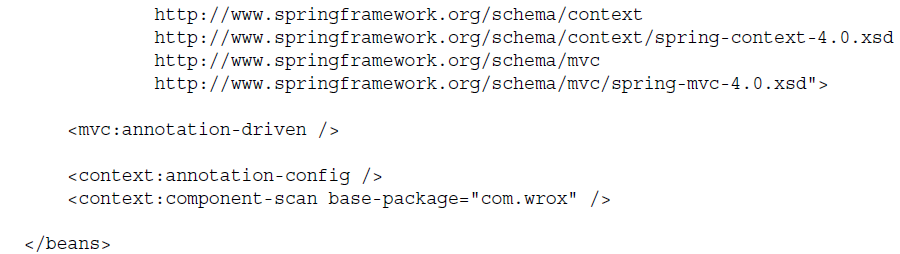 http://www.springframework.org/schema/context
http://www.springframework.org/schema/context/spring-context-4.0.xsd
http://www.springframework.org/schema/mvc
http://www.springframework.org/schema/mvc/spring-mvc-4.0.xsd">
<mvc:annotation-driven />
<context:annotation-config />
<context:component-scan base-package="com.wrox" />
</beans>